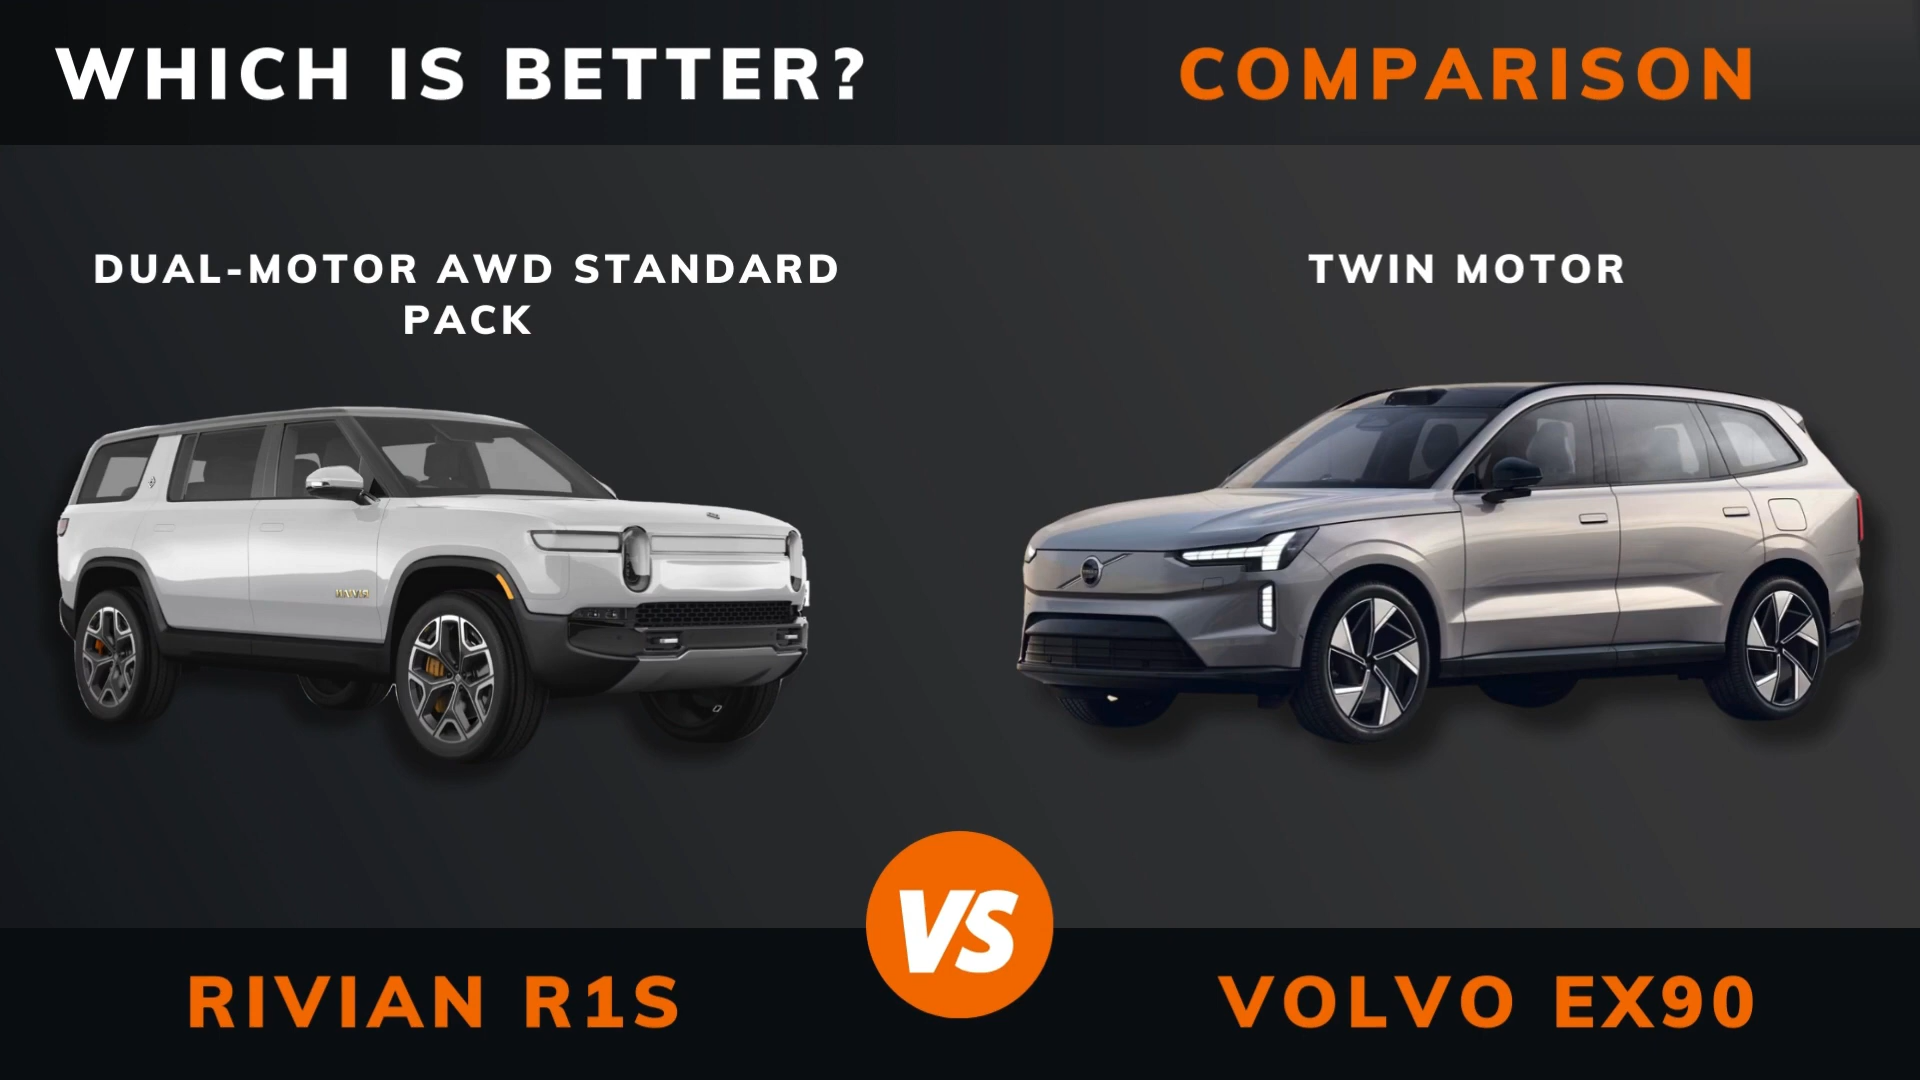 WHICH IS BETTER?
COMPARISON
DUAL-MOTOR AWD STANDARD
PACK
TWIN MOTOR
VS
RIVIAN R1S
VOLVO EX90